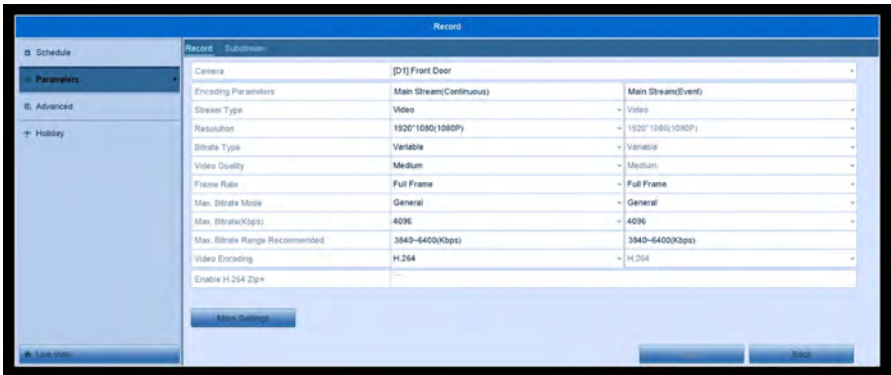 Record
Schedule
Parameters
Advanced
Holiday
Live View
Record Substream
Camera [D1] Front Door
Encoding Parameters Main Stream(Continuous) Main Stream(Event)
Stream Type Video Video
Resolution 1920*1080(1080P) 1920*1080(1080P)
Bitrate Type Variable Variable
Video Quality Medium Medium
Frame Rate Full Frame Full Frame
Max. Bitrate Mode General General
Max. Bitrate(Kbps) 4096 4096
Max. Bitrate Range Recommended 3840~6400(Kbps) 3840~6400(Kbps)
Video Encoding H.264 H.264
Enable H.264 Zip+
More Settings
Back